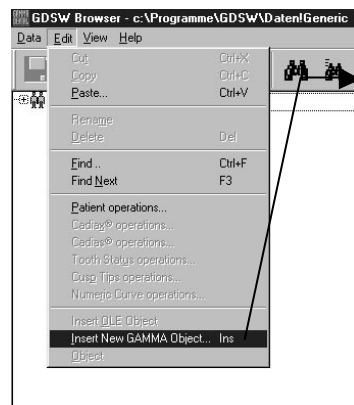 GDSW Browser - c:\Programme\GDSW\Daten!Generic
Data Edit View Help
Cut Ctrl+X
Copy Ctrl+C
Paste... Ctrl+V
Rename
Delete Del
Find .. Ctrl+F
Find Next F3
Patient operations...
Cadiax® operations...
Cadias® operations...
Tooth Status operations...
Cusp Tips operations...
Numeric Curve operations...
Insert OLE Object
Insert New GAMMA Object... Ins
Object